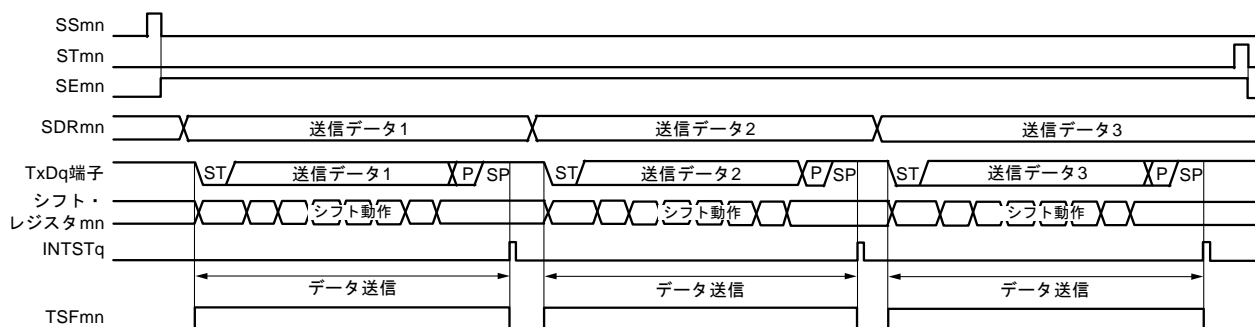 SSmn
STmn
SEmn
SDRmn 送信データ1 送信データ2 送信データ3
TxDq端子 ST 送信データ1 P SP ST 送信データ2 P SP ST 送信データ3 P SP
シフト・
レジスタmn シフト動作 シフト動作 シフト動作
INTSTq
データ送信 データ送信 データ送信
TSFmn